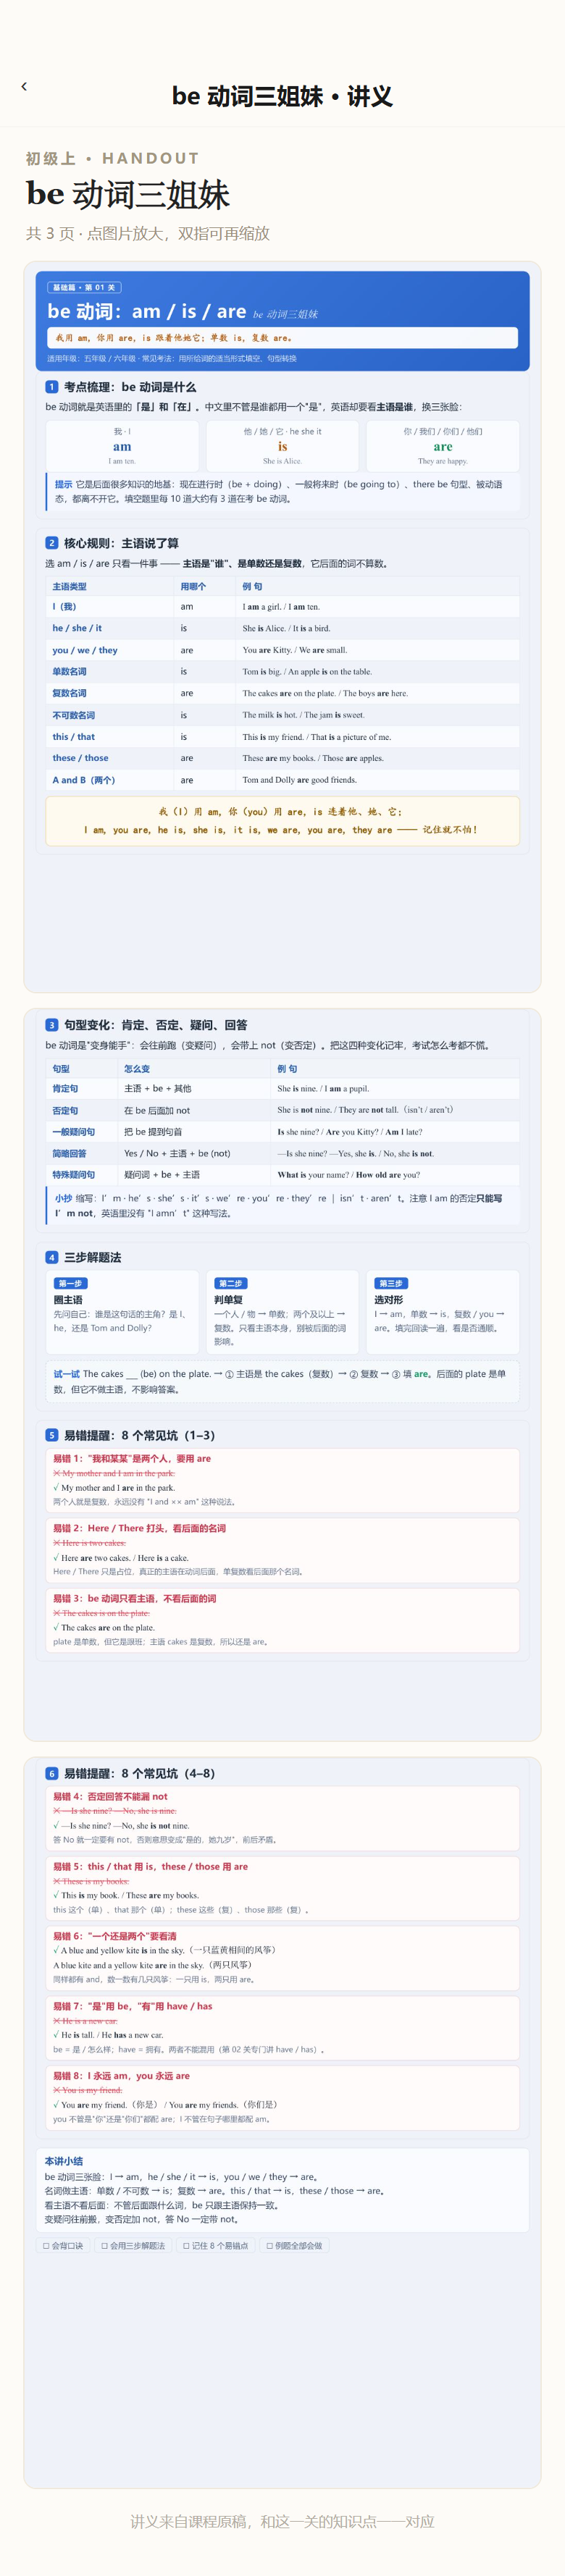 be 动词三姐妹 • 讲义
初级上 • HANDOUT
be 动词三姐妹
共 3 页 · 点图片放大，双指可再缩放
基础篇 • 第 01 关
be 动词：am / is / are be 动词三姐妹
我用 am，你用 are，is 跟着他她它；单数 is，复数 are。
适用年级：五年级 / 六年级 · 常见考法：用所给词的适当形式填空、句型转换
1 考点梳理：be 动词是什么
be 动词就是英语里的「是」和「在」。中文里不管是谁都用一个"是"，英语却要看主语是谁，换三张脸：
我 · I
am
I am ten.
他 / 她 / 它 · he she it
is
She is Alice.
你 / 我们 / 你们 / 他们
are
They are happy.
提示 它是后面很多知识的地基：现在进行时（be + doing）、一般将来时（be going to）、there be 句型、被动语
态，都离不开它。填空题里每 10 道大约有 3 道在考 be 动词。
2 核心规则：主语说了算
选 am / is / are 只看一件事 —— 主语是"谁"、是单数还是复数，它后面的词不算数。
主语类型 用哪个 例 句
I（我） am I am a girl. / I am ten.
he / she / it is She is Alice. / It is a bird.
you / we / they are You are Kitty. / We are small.
单数名词 is Tom is big. / An apple is on the table.
复数名词 are The cakes are on the plate. / The boys are here.
不可数名词 is The milk is hot. / The jam is sweet.
this / that is This is my friend. / That is a picture of me.
these / those are These are my books. / Those are apples.
A and B（两个） are Tom and Dolly are good friends.
我（I）用 am，你（you）用 are，is 连着他、她、它；
I am, you are, he is, she is, it is, we are, you are, they are —— 记住就不怕！
3 句型变化：肯定、否定、疑问、回答
be 动词是"变身能手"：会往前跑（变疑问），会带上 not（变否定）。把这四种变化记牢，考试怎么考都不慌。
句型 怎么变 例 句
肯定句 主语 + be + 其他 She is nine. / I am a pupil.
否定句 在 be 后面加 not She is not nine. / They are not tall.（isn't / aren't）
一般疑问句 把 be 提到句首 Is she nine? / Are you Kitty? / Am I late?
简略回答 Yes / No + 主语 + be (not) —Is she nine? —Yes, she is. / No, she is not.
特殊疑问句 疑问词 + be + 主语 What is your name? / How old are you?
小抄 缩写：I'm · he's · she's · it's · we're · you're · they're ｜ isn't · aren't。注意 I am 的否定只能写
I'm not，英语里没有 "I amn't" 这种写法。
4 三步解题法
第一步
圈主语
先问自己：谁是这句话的主角？是 I、
he，还是 Tom and Dolly？
第二步
判单复
一个人 / 物 → 单数；两个及以上 →
复数。只看主语本身，别被后面的词
影响。
第三步
选对形
I → am，单数 → is，复数 / you →
are。填完回读一遍，看是否通顺。
试一试 The cakes ___ (be) on the plate. → ① 主语是 the cakes（复数）→ ② 复数 → ③ 填 are。后面的 plate 是单
数，但它不做主语，不影响答案。
5 易错提醒：8 个常见坑（1–3）
易错 1："我和某某"是两个人，要用 are
✕ My mother and I am in the park.
✓ My mother and I are in the park.
两个人就是复数，永远没有 "I and ×× am" 这种说法。
易错 2：Here / There 打头，看后面的名词
✕ Here is two cakes.
✓ Here are two cakes. / Here is a cake.
Here / There 只是占位，真正的主语在动词后面，单复数看后面那个名词。
易错 3：be 动词只看主语，不看后面的词
✕ The cakes is on the plate.
✓ The cakes are on the plate.
plate 是单数，但它是跟班；主语 cakes 是复数，所以还是 are。
6 易错提醒：8 个常见坑（4–8）
易错 4：否定回答不能漏 not
✕ —Is she nine? —No, she is nine.
✓ —Is she nine? —No, she is not nine.
答 No 就一定要有 not，否则意思变成"是的，她九岁"，前后矛盾。
易错 5：this / that 用 is，these / those 用 are
✕ These is my books.
✓ This is my book. / These are my books.
this 这个（单）、that 那个（单）；these 这些（复）、those 那些（复）。
易错 6："一个还是两个"要看清
✓ A blue and yellow kite is in the sky.（一只蓝黄相间的风筝）
A blue kite and a yellow kite are in the sky.（两只风筝）
同样都有 and，数一数有几只风筝：一只用 is，两只用 are。
易错 7："是"用 be，"有"用 have / has
✕ He is a new car.
✓ He is tall. / He has a new car.
be = 是 / 怎么样；have = 拥有。两者不能混用（第 02 关专门讲 have / has）。
易错 8：I 永远 am，you 永远 are
✕ You is my friend.
✓ You are my friend.（你是） / You are my friends.（你们是）
you 不管是"你"还是"你们"都配 are；I 不管在句子哪里都配 am。
本讲小结
be 动词三张脸：I → am，he / she / it → is，you / we / they → are。
名词做主语：单数 / 不可数 → is；复数 → are。this / that → is，these / those → are。
看主语不看后面：不管后面跟什么词，be 只跟主语保持一致。
变疑问往前搬，变否定加 not，答 No 一定带 not。
☐ 会背口诀 ☐ 会用三步解题法 ☐ 记住 8 个易错点 ☐ 例题全部会做
讲义来自课程原稿，和这一关的知识点一一对应